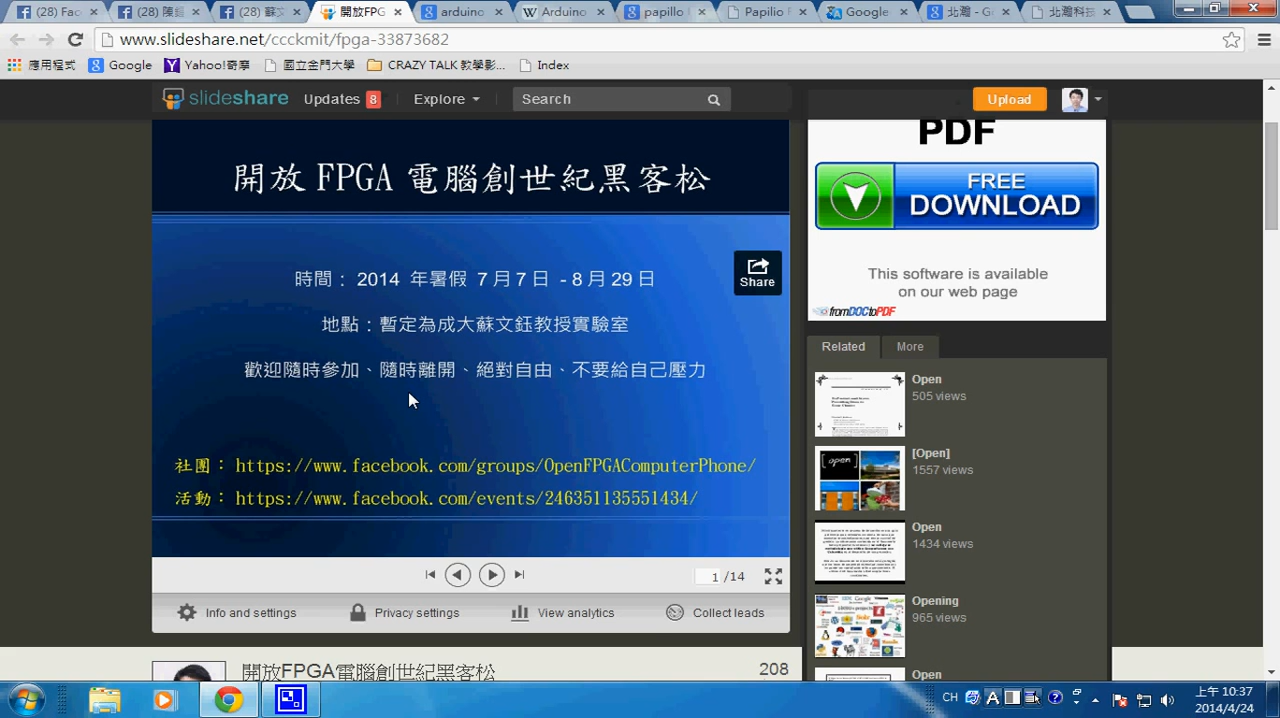 (28) Fac
(28) 陳鍾
(28) 蘇文
開放FPG
arduino
Arduino
papillo
Papilio F
Google
北瀧 - G
北瀧科技
www.slideshare.net/ccckmit/fpga-33873682
應用程式
Google
Yahoo!奇摩
國立金門大學
CRAZY TALK 教學影...
Index
slideshare
Updates 8
Explore
Search
Upload
開放 FPGA 電腦創世紀黑客松
時間： 2014 年暑假 7 月 7 日 - 8 月 29 日
地點：暫定為成大蘇文鈺教授實驗室
歡迎隨時參加、隨時離開、絕對自由、不要給自己壓力
社團： https://www.facebook.com/groups/OpenFPGAComputerPhone/
活動： https://www.facebook.com/events/246351135551434/
Share
1 /14
Info and settings
Privacy settings
Collect leads
開放FPGA電腦創世紀黑客松
208
PDF
FREE
DOWNLOAD
This software is available
on our web page
fromDOCtoPDF
Related
More
Open
505 views
[Open]
1557 views
Open
1434 views
Opening
965 views
Open
CH
上午 10:37
2014/4/24